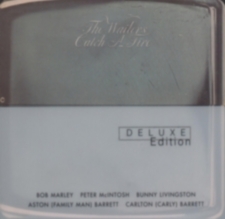 The Wailers
Catch A Fire
DELUXE
Edition
BOB MARLEY PETER McINTOSH BUNNY LIVINGSTON
ASTON (FAMILY MAN) BARRETT CARLTON (CARLY) BARRETT